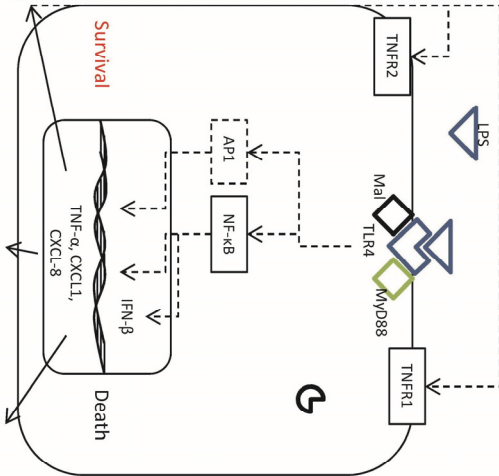 LPS
TNFR2
Mal
TLR4
MyD88
TNFR1
AP1
NF-κB
IFN-β
TNF-α, CXCL1,
CXCL-8
Survival
Death